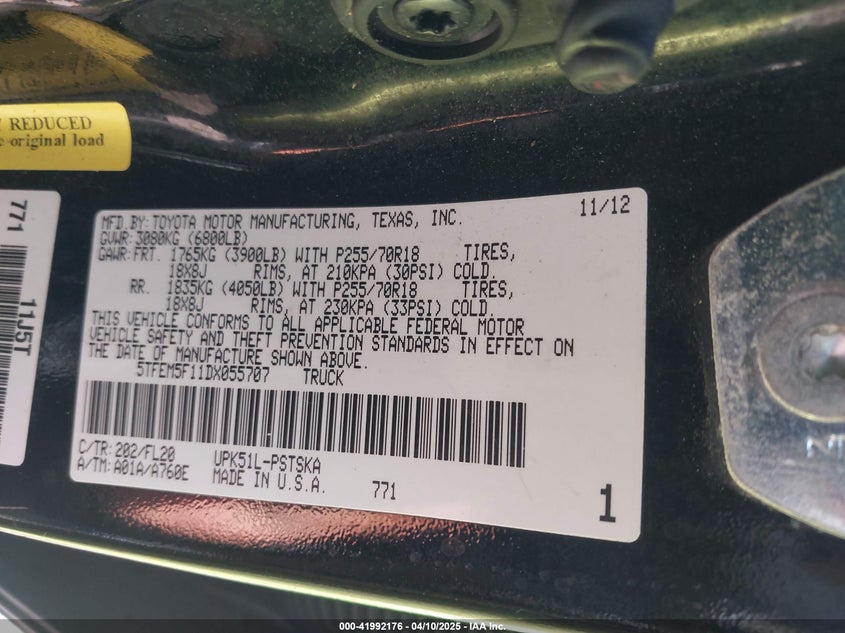 REDUCED
original load
771
11J5T
MFD.BY:TOYOTA MOTOR MANUFACTURING, TEXAS, INC. 11/12
GVWR:3080KG (6800LB)
GAWR:FRT. 1765KG (3900LB) WITH P255/70R18 TIRES,
18X8J RIMS, AT 210KPA (30PSI) COLD.
RR. 1835KG (4050LB) WITH P255/70R18 TIRES,
18X8J RIMS, AT 230KPA (33PSI) COLD.
THIS VEHICLE CONFORMS TO ALL APPLICABLE FEDERAL MOTOR
VEHICLE SAFETY AND THEFT PREVENTION STANDARDS IN EFFECT ON
THE DATE OF MANUFACTURE SHOWN ABOVE.
5TFEM5F11DX055707 TRUCK
C/TR:202/FL20 UPK51L-PSTSKA
A/TM:A01A/A760E MADE IN U.S.A. 771
1
000-41992176 - 04/10/2025 - IAA Inc.